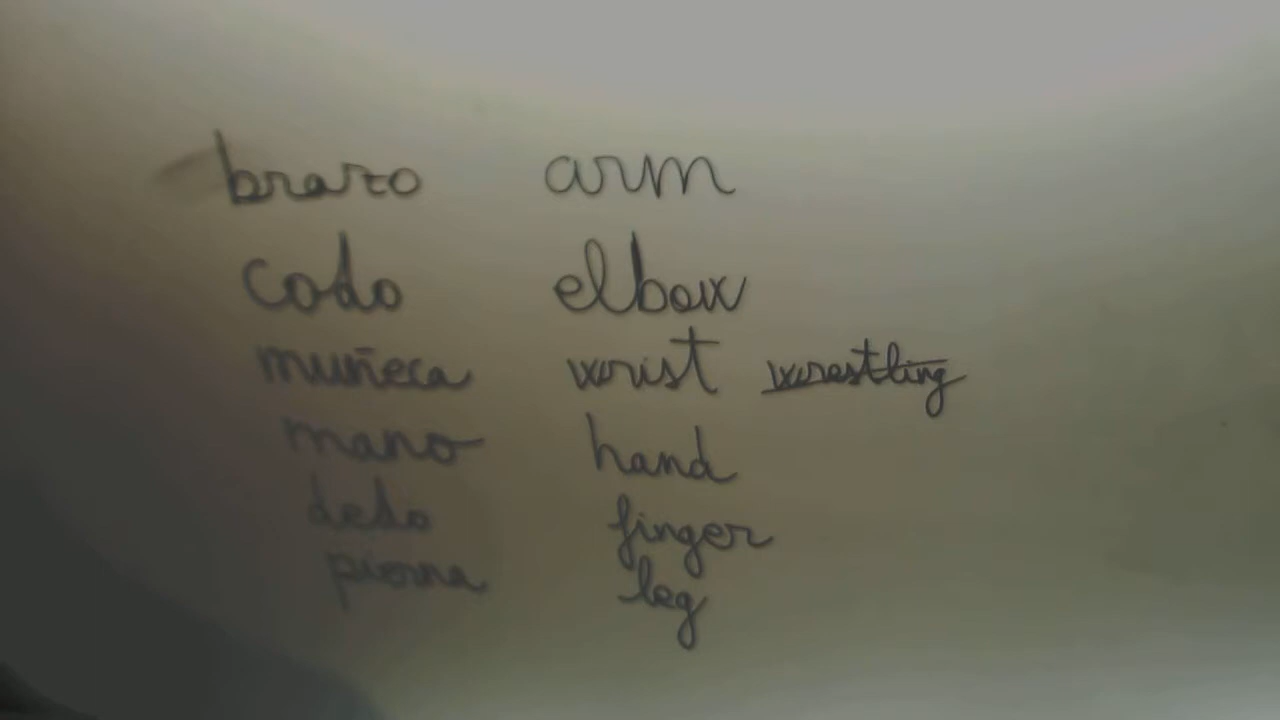 brazo arm
codo elbow
muñeca wrist wrestling
mano hand
dedo finger
pierna leg